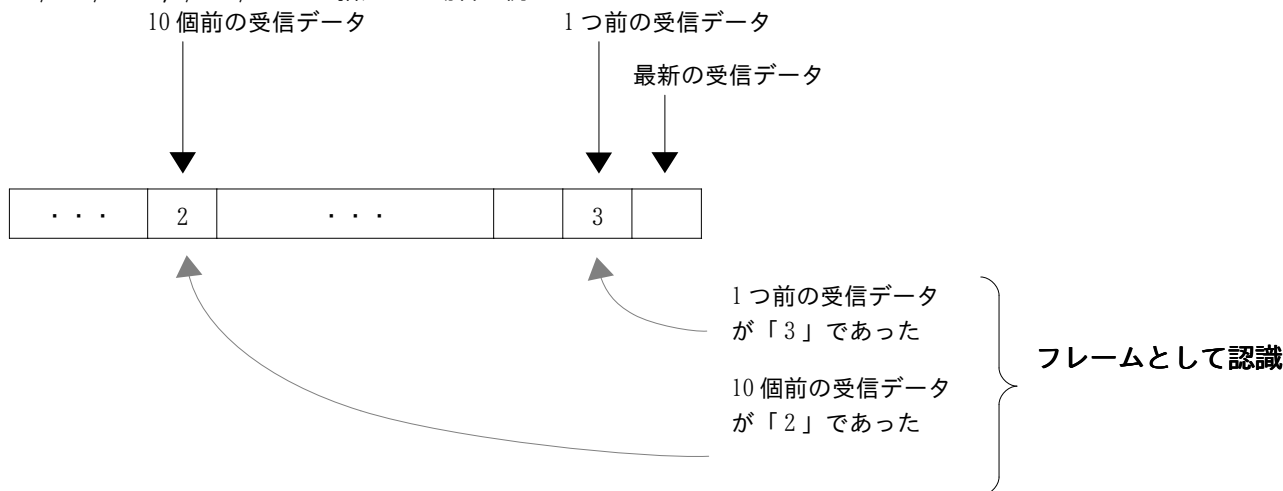 10 個前の受信データ
1 つ前の受信データ
最新の受信データ
・・・ 2 ・・・ 3
1 つ前の受信データ
が「3」であった
フレームとして認識
10 個前の受信データ
が「2」であった